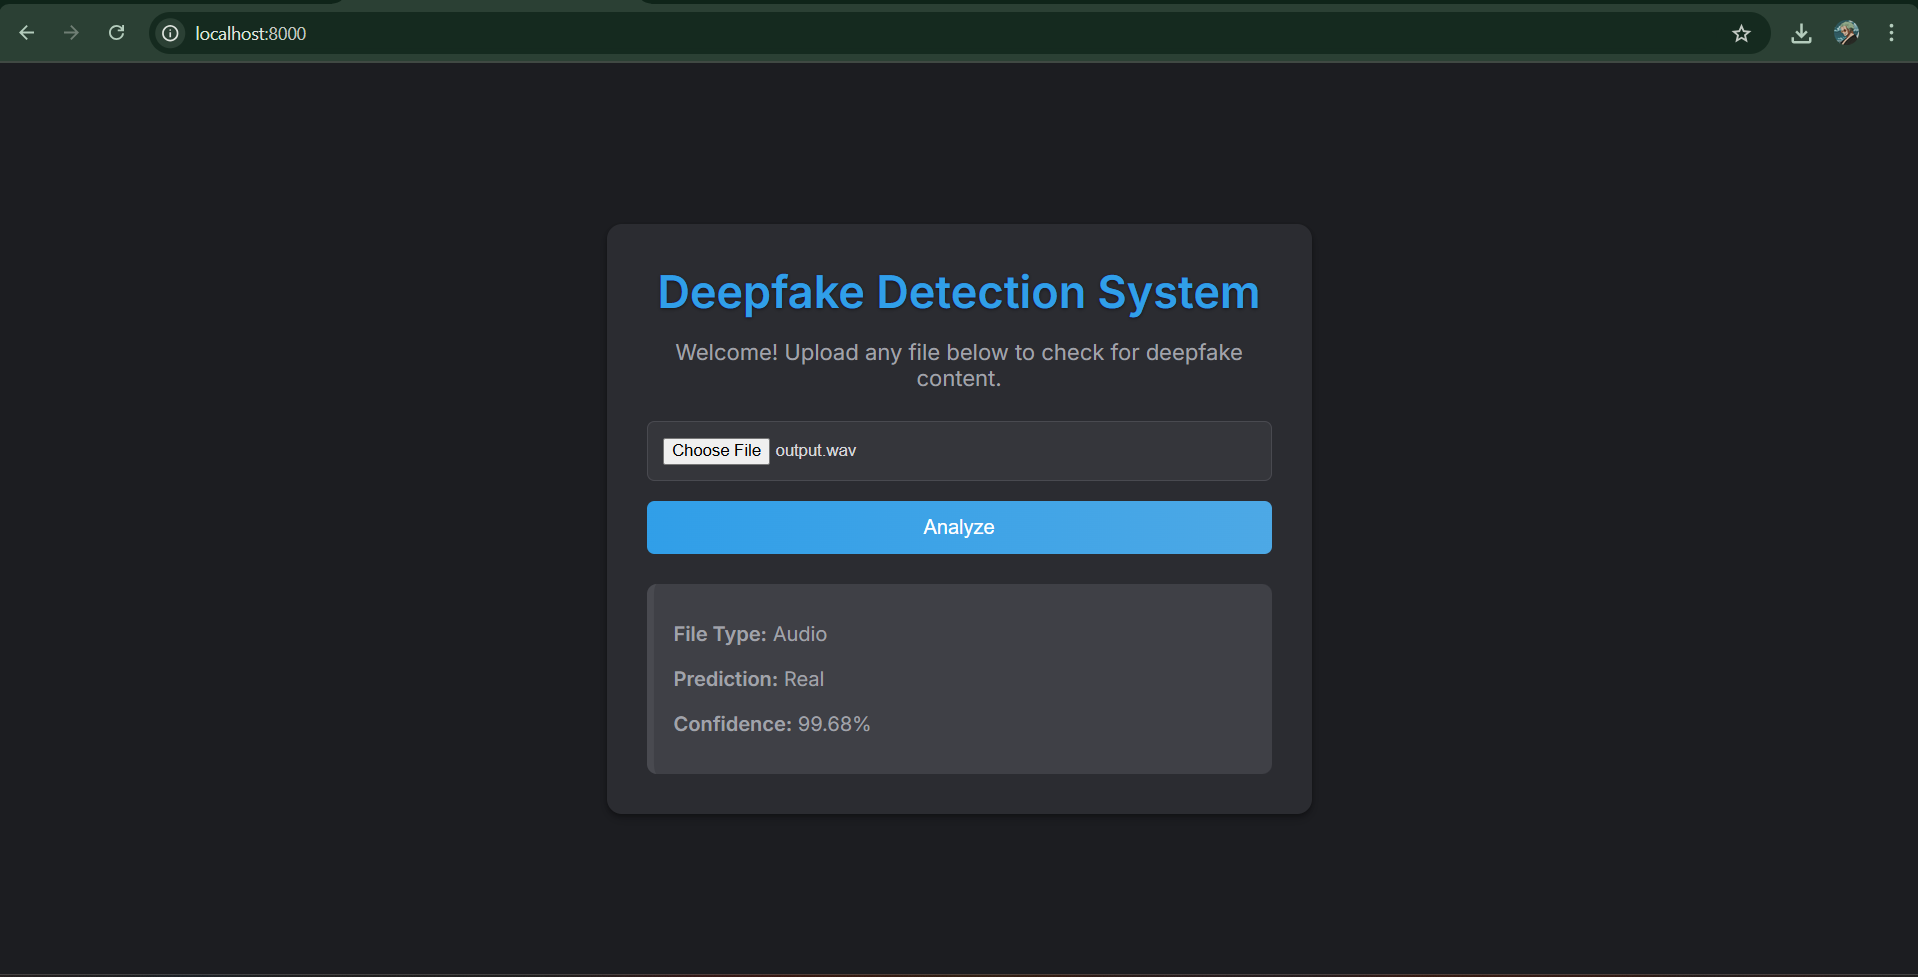 localhost:8000
Deepfake Detection System
Welcome! Upload any file below to check for deepfake
content.
Choose File output.wav
Analyze
File Type: Audio
Prediction: Real
Confidence: 99.68%